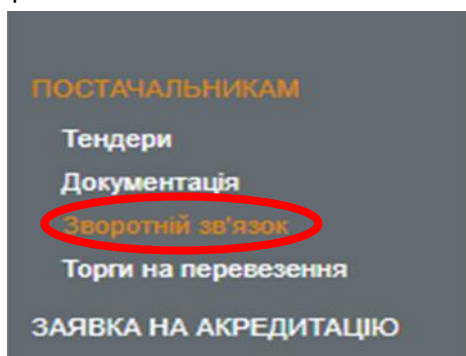 ПОСТАЧАЛЬНИКАМ
Тендери
Документація
Зворотній зв'язок
Торги на перевезення
ЗАЯВКА НА АКРЕДИТАЦІЮ